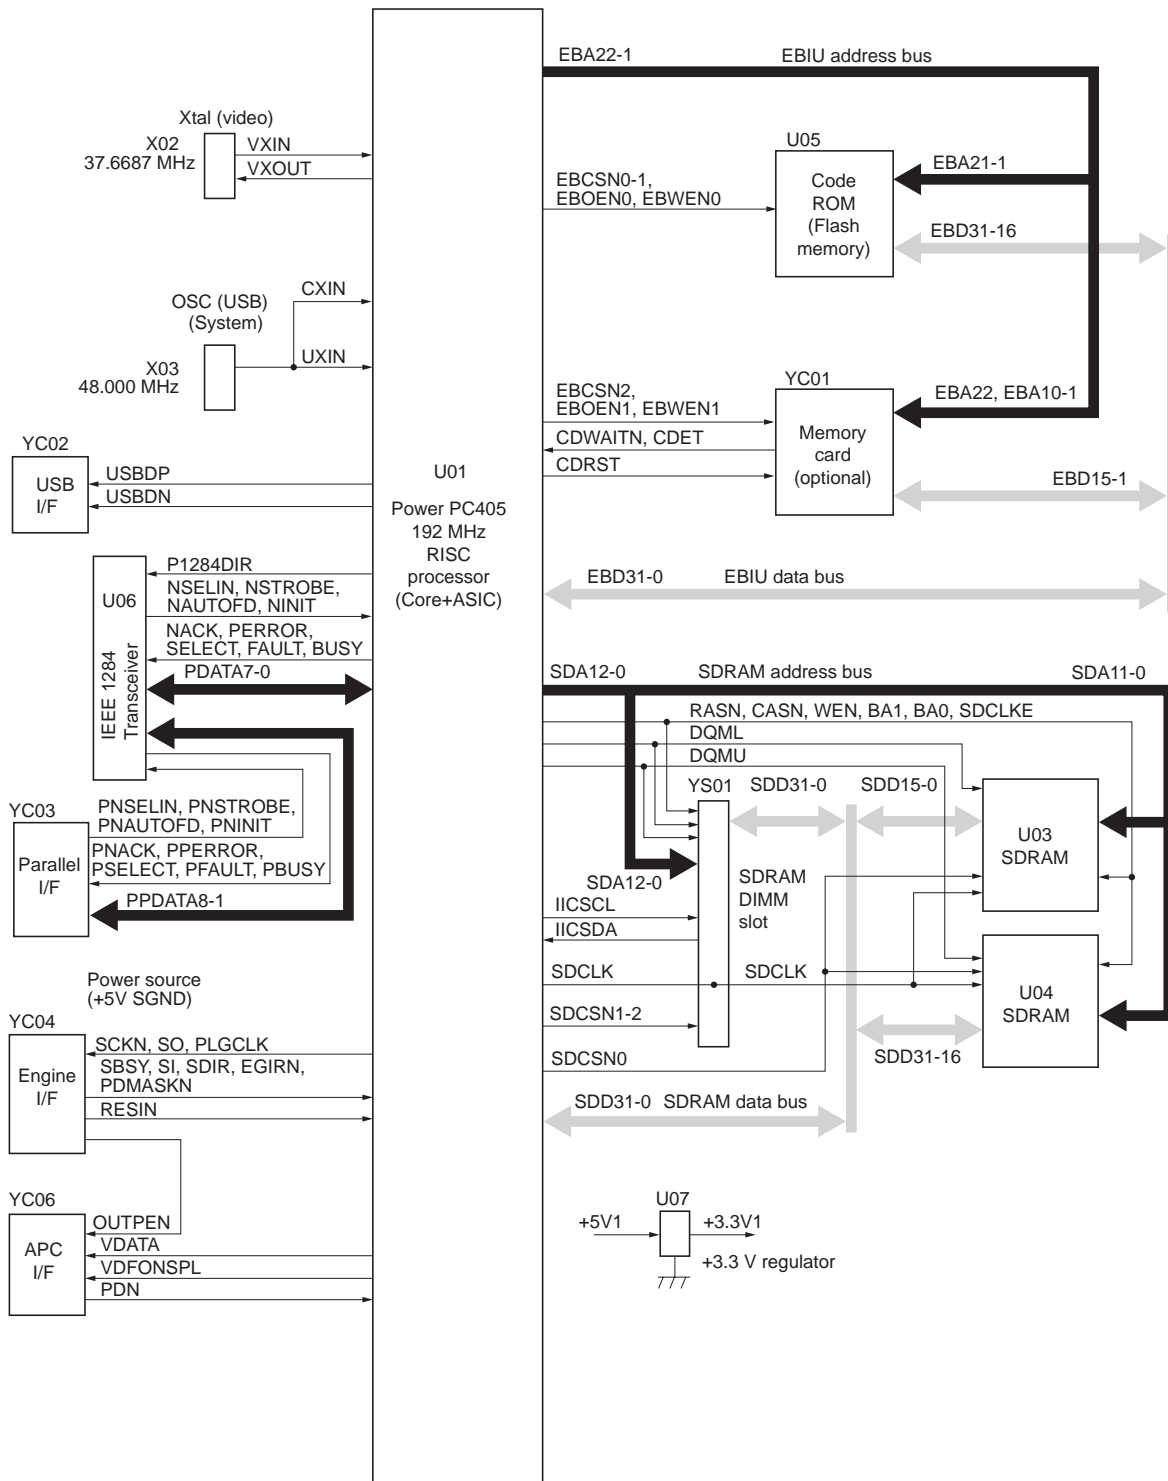 EBA22-1 EBIU address bus
Xtal (video)
X02
37.6687 MHz
VXIN
VXOUT
U05
Code
ROM
(Flash
memory)
EBA21-1
EBCSN0-1,
EBOEN0, EBWEN0
EBD31-16
CXIN
OSC (USB)
(System)
UXIN
X03
48.000 MHz
YC01
EBCSN2,
EBOEN1, EBWEN1
EBA22, EBA10-1
CDWAITN, CDET
CDRST
Memory
card
(optional)
EBD15-1
YC02
USB
I/F
USBDP
USBDN
U01
Power PC405
192 MHz
RISC
processor
(Core+ASIC)
P1284DIR
U06
IEEE 1284
Transceiver
NSELIN, NSTROBE,
NAUTOFD, NINIT
NACK, PERROR,
SELECT, FAULT, BUSY
PDATA7-0
EBD31-0 EBIU data bus
SDA12-0 SDRAM address bus SDA11-0
RASN, CASN, WEN, BA1, BA0, SDCLKE
DQML
DQMU
YS01
SDD31-0
SDD15-0
YC03
Parallel
I/F
PNSELIN, PNSTROBE,
PNAUTOFD, PNINIT
PNACK, PPERROR,
PSELECT, PFAULT, PBUSY
PPDATA8-1
U03
SDRAM
SDA12-0
SDRAM
DIMM
slot
IICSCL
IICSDA
SDCLK
SDCLK
U04
SDRAM
SDCSN1-2
SDCSN0
SDD31-16
SDD31-0 SDRAM data bus
Power source
(+5V SGND)
YC04
Engine
I/F
SCKN, SO, PLGCLK
SBSY, SI, SDIR, EGIRN,
PDMASKN
RESIN
YC06
APC
I/F
OUTPEN
VDATA
VDFONSPL
PDN
U07
+5V1
+3.3V1
+3.3 V regulator